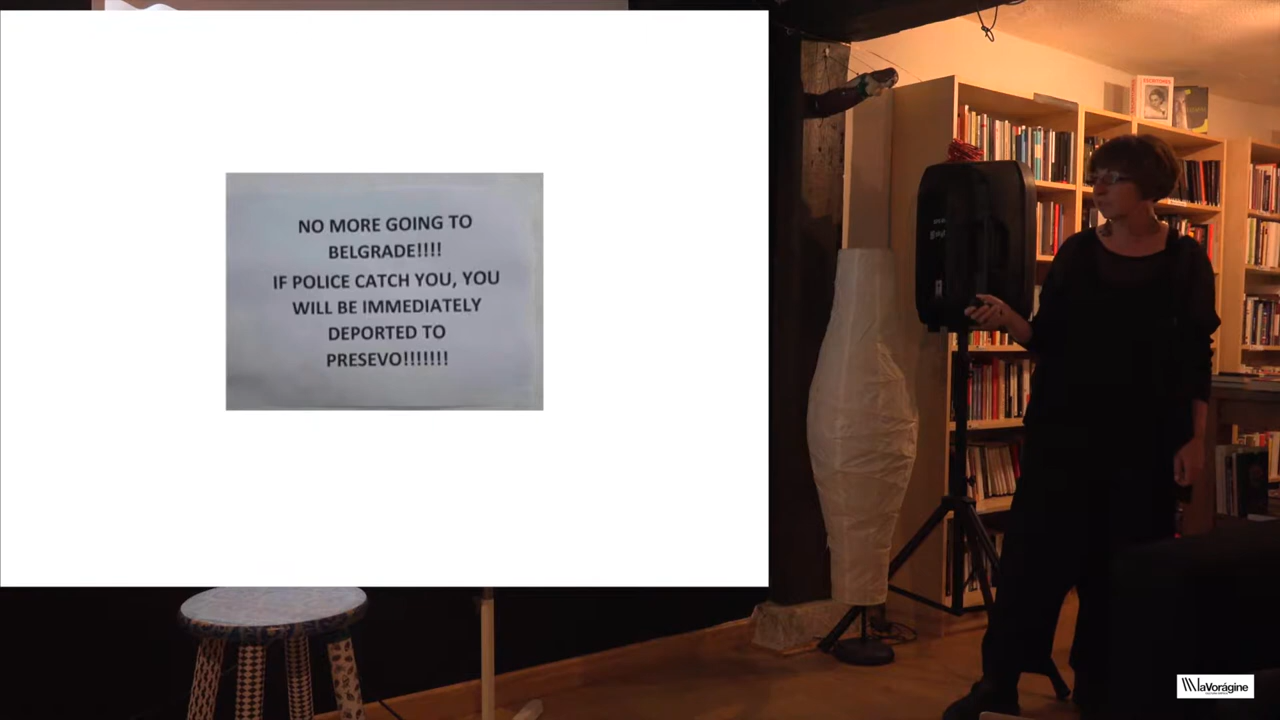 NO MORE GOING TO
BELGRADE!!!!
IF POLICE CATCH YOU, YOU
WILL BE IMMEDIATELY
DEPORTED TO
PRESEVO!!!!!!!
laVorágine